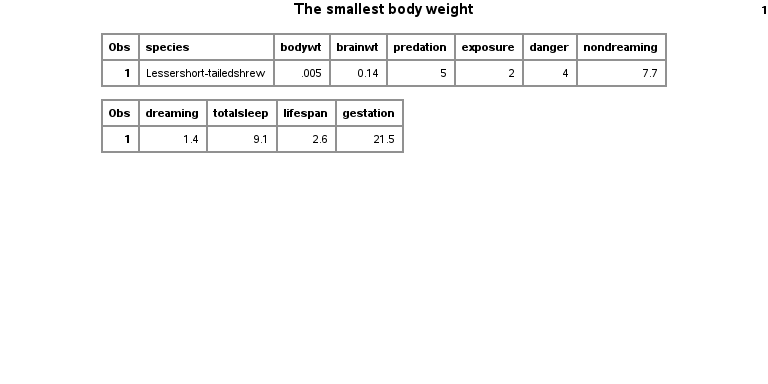 The smallest body weight 1
Obs species bodywt brainwt predation exposure danger nondreaming
1 Lessershort-tailedshrew .005 0.14 5 2 4 7.7
Obs dreaming totalsleep lifespan gestation
1 1.4 9.1 2.6 21.5